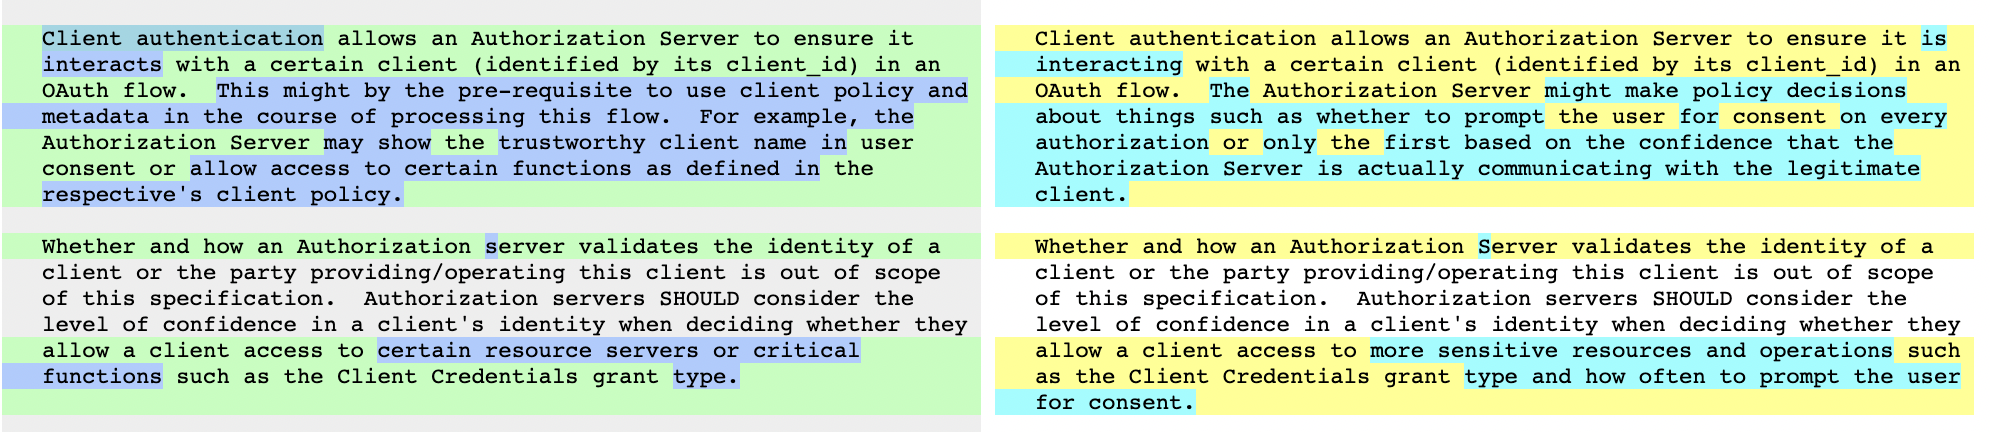 Client authentication allows an Authorization Server to ensure it
interacts with a certain client (identified by its client_id) in an
OAuth flow.  This might by the pre-requisite to use client policy and
metadata in the course of processing this flow.  For example, the
Authorization Server may show the trustworthy client name in user
consent or allow access to certain functions as defined in the
respective's client policy.
Whether and how an Authorization server validates the identity of a
client or the party providing/operating this client is out of scope
of this specification.  Authorization servers SHOULD consider the
level of confidence in a client's identity when deciding whether they
allow a client access to certain resource servers or critical
functions such as the Client Credentials grant type.
Client authentication allows an Authorization Server to ensure it is
interacting with a certain client (identified by its client_id) in an
OAuth flow.  The Authorization Server might make policy decisions
about things such as whether to prompt the user for consent on every
authorization or only the first based on the confidence that the
Authorization Server is actually communicating with the legitimate
client.
Whether and how an Authorization Server validates the identity of a
client or the party providing/operating this client is out of scope
of this specification.  Authorization servers SHOULD consider the
level of confidence in a client's identity when deciding whether they
allow a client access to more sensitive resources and operations such
as the Client Credentials grant type and how often to prompt the user
for consent.